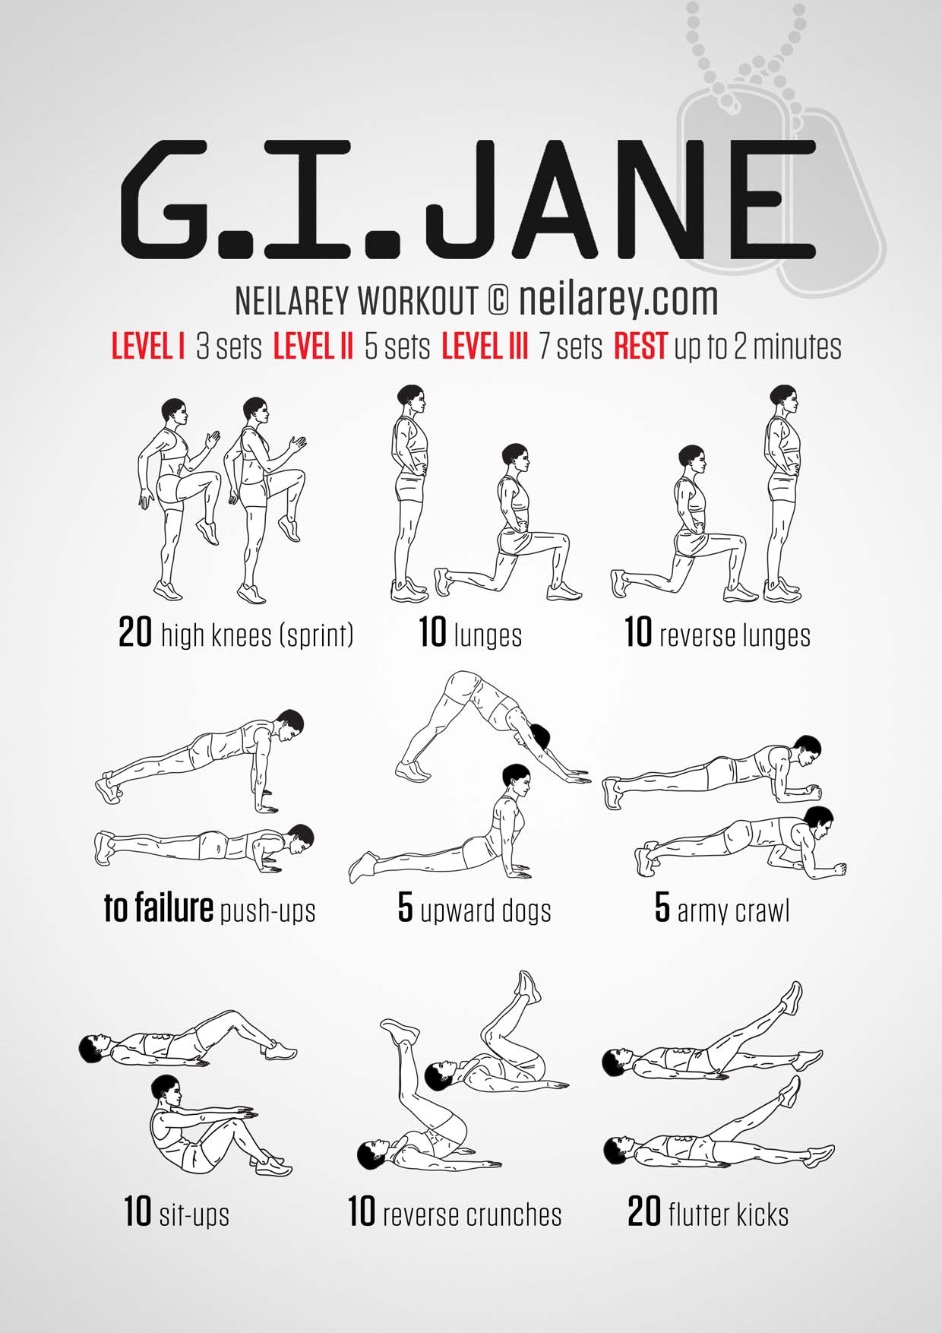 G.I.JANE
NEILAREY WORKOUT © neilarey.com
LEVEL I 3 sets LEVEL II 5 sets LEVEL III 7 sets REST up to 2 minutes
20 high knees (sprint)
10 lunges
10 reverse lunges
to failure push-ups
5 upward dogs
5 army crawl
10 sit-ups
10 reverse crunches
20 flutter kicks